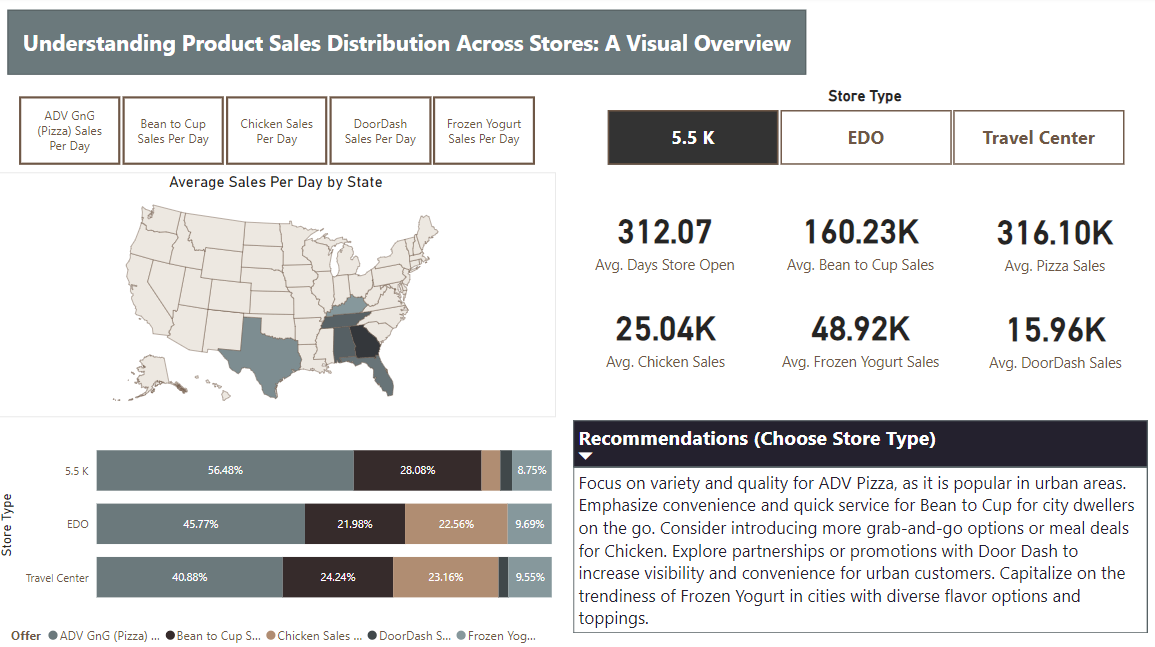 Understanding Product Sales Distribution Across Stores: A Visual Overview
ADV GnG
(Pizza) Sales
Per Day
Bean to Cup
Sales Per Day
Chicken Sales
Per Day
DoorDash
Sales Per Day
Frozen Yogurt
Sales Per Day
Store Type
5.5 K
EDO
Travel Center
Average Sales Per Day by State
312.07
Avg. Days Store Open
160.23K
Avg. Bean to Cup Sales
316.10K
Avg. Pizza Sales
25.04K
Avg. Chicken Sales
48.92K
Avg. Frozen Yogurt Sales
15.96K
Avg. DoorDash Sales
Store Type
5.5 K
56.48%
28.08%
8.75%
EDO
45.77%
21.98%
22.56%
9.69%
Travel Center
40.88%
24.24%
23.16%
9.55%
Offer
ADV GnG (Pizza) ...
Bean to Cup S...
Chicken Sales ...
DoorDash S...
Frozen Yog...
Recommendations (Choose Store Type)
Focus on variety and quality for ADV Pizza, as it is popular in urban areas.
Emphasize convenience and quick service for Bean to Cup for city dwellers
on the go. Consider introducing more grab-and-go options or meal deals
for Chicken. Explore partnerships or promotions with Door Dash to
increase visibility and convenience for urban customers. Capitalize on the
trendiness of Frozen Yogurt in cities with diverse flavor options and
toppings.